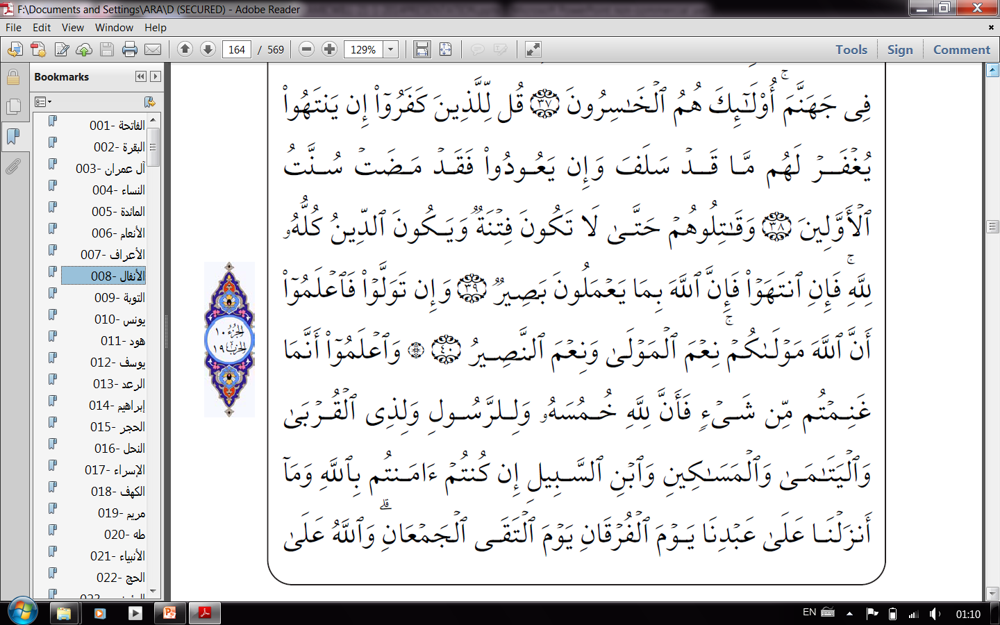 F:\Documents and Settings\ARA\D (SECURED) - Adobe Reader
File Edit View Window Help
164 / 569 129% Tools Sign Comment
Bookmarks
001- الفاتحة
002- البقرة
003- آل عمران
004- النساء
005- المائدة
006- الأنعام
007- الأعراف
008- الأنفال
009- التوبة
010- يونس
011- هود
012- يوسف
013- الرعد
014- إبراهيم
015- الحجر
016- النحل
017- الإسراء
018- الكهف
019- مريم
020- طه
021- الأنبياء
022- الحج
فِى جَهَنَّمَۚ أُوْلَٰٓئِكَ هُمُ ٱلْخَٰسِرُونَ ٣٧ قُل لِّلَّذِينَ كَفَرُوٓاْ إِن يَنتَهُواْ
يُغْفَرْ لَهُم مَّا قَدْ سَلَفَ وَإِن يَعُودُواْ فَقَدْ مَضَتْ سُنَّتُ
ٱلْأَوَّلِينَ ٣٨ وَقَٰتِلُوهُمْ حَتَّىٰ لَا تَكُونَ فِتْنَةٌ وَيَكُونَ ٱلدِّينُ كُلُّهُۥ
لِلَّهِۚ فَإِنِ ٱنتَهَوْاْ فَإِنَّ ٱللَّهَ بِمَا يَعْمَلُونَ بَصِيرٌ ٣٩ وَإِن تَوَلَّوْاْ فَٱعْلَمُوٓاْ
أَنَّ ٱللَّهَ مَوْلَىٰكُمْۚ نِعْمَ ٱلْمَوْلَىٰ وَنِعْمَ ٱلنَّصِيرُ ٤٠ ۞ وَٱعْلَمُوٓاْ أَنَّمَا
غَنِمْتُم مِّن شَىْءٍ فَأَنَّ لِلَّهِ خُمُسَهُۥ وَلِلرَّسُولِ وَلِذِى ٱلْقُرْبَىٰ
وَٱلْيَتَٰمَىٰ وَٱلْمَسَٰكِينِ وَٱبْنِ ٱلسَّبِيلِ إِن كُنتُمْ ءَامَنتُم بِٱللَّهِ وَمَآ
أَنزَلْنَا عَلَىٰ عَبْدِنَا يَوْمَ ٱلْفُرْقَانِ يَوْمَ ٱلْتَقَى ٱلْجَمْعَانِۗ وَٱللَّهُ عَلَىٰ
الجزء ١٠
الحزب ١٩
EN 01:10